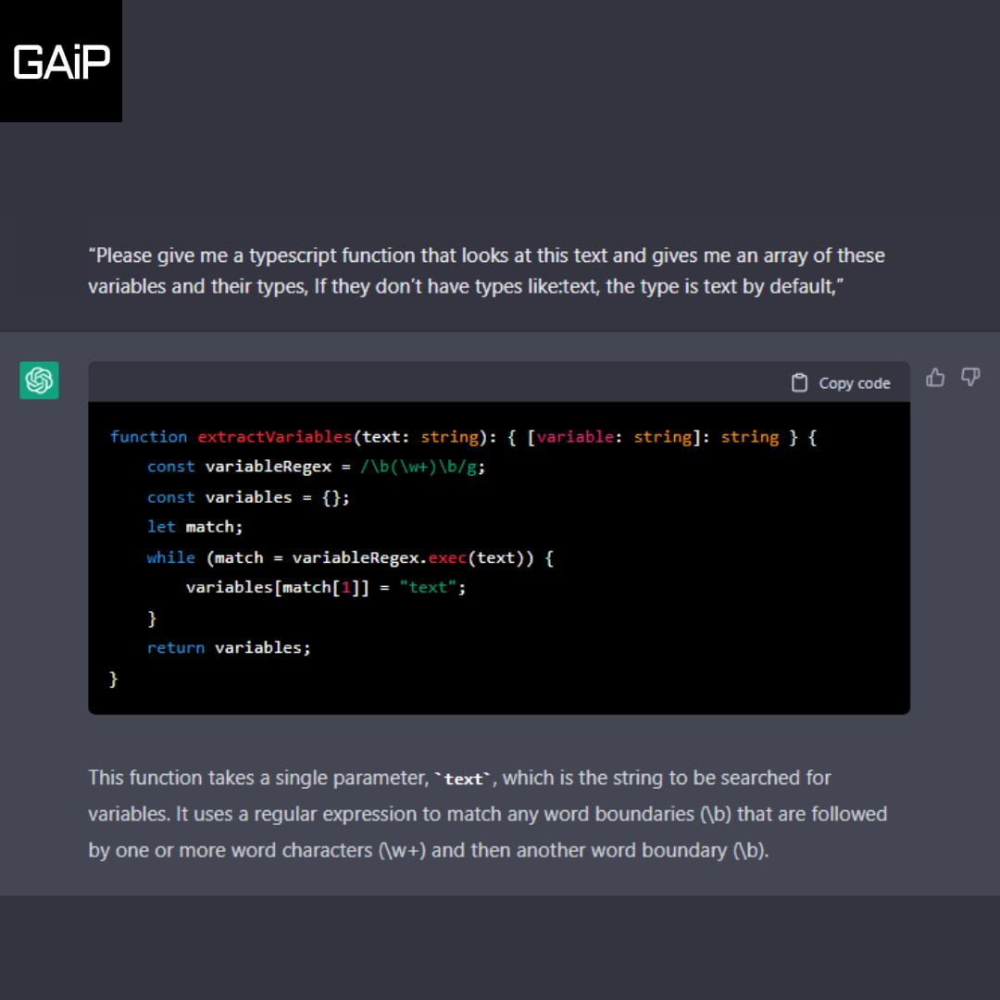 GAiP
“Please give me a typescript function that looks at this text and gives me an array of these
variables and their types, If they don't have types like:text, the type is text by default,”
Copy code
function extractVariables(text: string): { [variable: string]: string } {
const variableRegex = /\b(\w+)\b/g;
const variables = {};
let match;
while (match = variableRegex.exec(text)) {
variables[match[1]] = "text";
}
return variables;
}
This function takes a single parameter, `text`, which is the string to be searched for
variables. It uses a regular expression to match any word boundaries (\b) that are followed
by one or more word characters (\w+) and then another word boundary (\b).